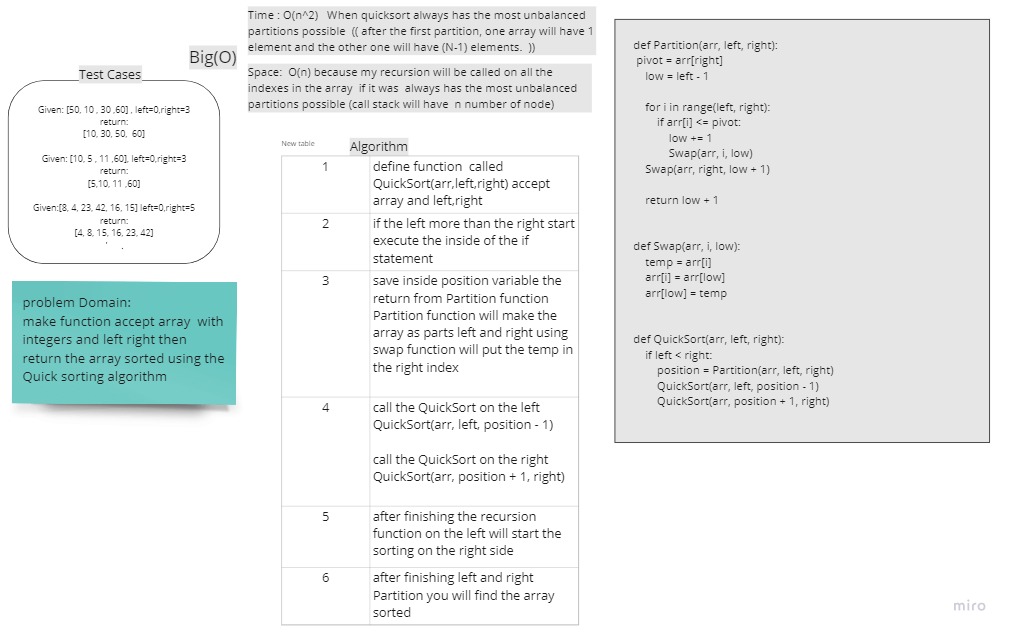 Big(O)
Time : O(n^2)   When quicksort always has the most unbalanced
partitions possible  (( after the first partition, one array will have 1
element and the other one will have (N-1) elements.  ))
Space:  O(n) because my recursion will be called on all the
indexes in the array  if it was  always has the most unbalanced
partitions possible (call stack will have  n number of node)
Test Cases
Given: [50, 10 , 30 ,60] , left=0,right=3
return:
[10, 30, 50,  60]
Given: [10, 5 , 11 ,60], left=0,right=3
return:
[5,10, 11 ,60]
Given:[8, 4, 23, 42, 16, 15] left=0,right=5
return:
[4, 8, 15, 16, 23, 42]
problem Domain:
make function accept array  with
integers and left right then
return the array sorted using the
Quick sorting algorithm
New table
Algorithm
1
define function  called
QuickSort(arr,left,right) accept
array and left,right
2
if the left more than the right start
execute the inside of the if
statement
3
save inside position variable the
return from Partition function
Partition function will make the
array as parts left and right using
swap function will put the temp in
the right index
4
call the QuickSort on the left
QuickSort(arr, left, position - 1)
call the QuickSort on the right
QuickSort(arr, position + 1, right)
5
after finishing the recursion
function on the left will start the
sorting on the right side
6
after finishing left and right
Partition you will find the array
sorted
def Partition(arr, left, right):
pivot = arr[right]
low = left - 1
for i in range(left, right):
if arr[i] <= pivot:
low += 1
Swap(arr, i, low)
Swap(arr, right, low + 1)
return low + 1
def Swap(arr, i, low):
temp = arr[i]
arr[i] = arr[low]
arr[low] = temp
def QuickSort(arr, left, right):
if left < right:
position = Partition(arr, left, right)
QuickSort(arr, left, position - 1)
QuickSort(arr, position + 1, right)
miro